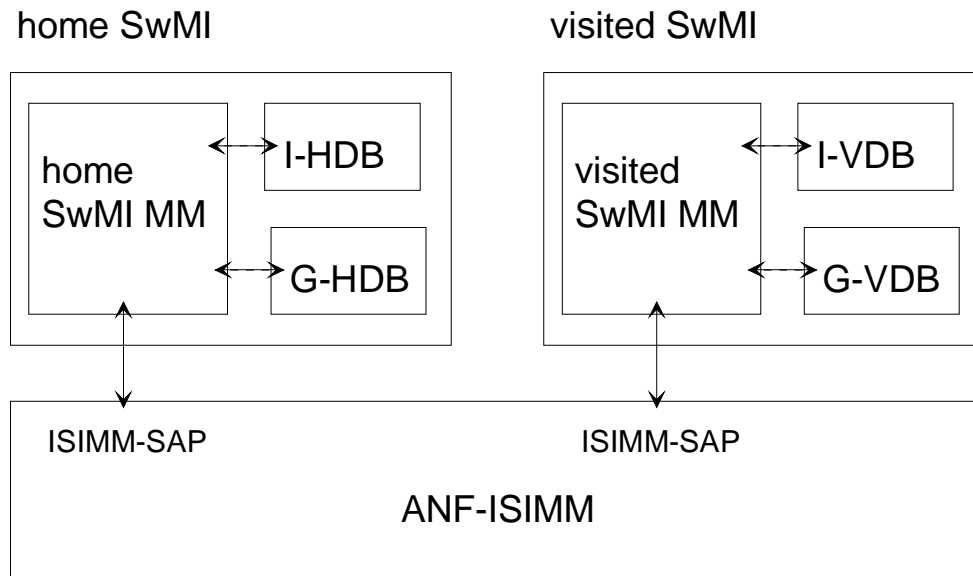 home SwMI
visited SwMI
home
SwMI MM
I-HDB
G-HDB
visited
SwMI MM
I-VDB
G-VDB
ISIMM-SAP
ISIMM-SAP
ANF-ISIMM